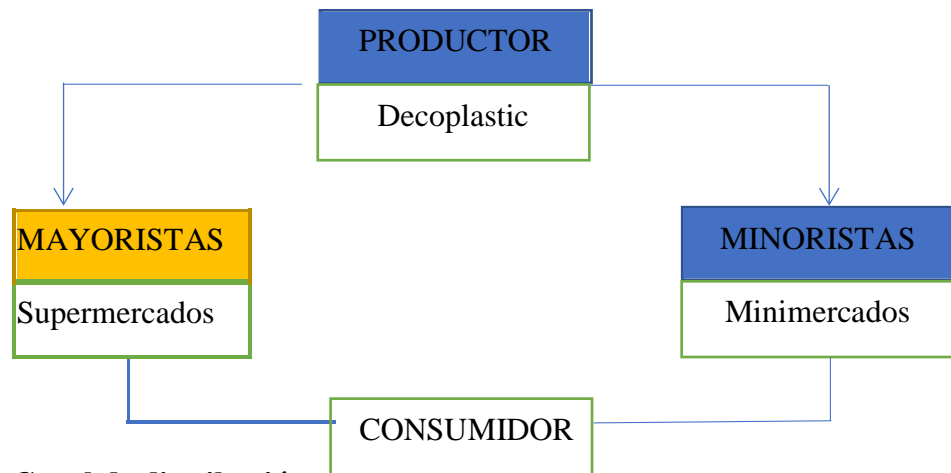 PRODUCTOR
Decoplastic
MAYORISTAS
MINORISTAS
Supermercados
Minimercados
CONSUMIDOR